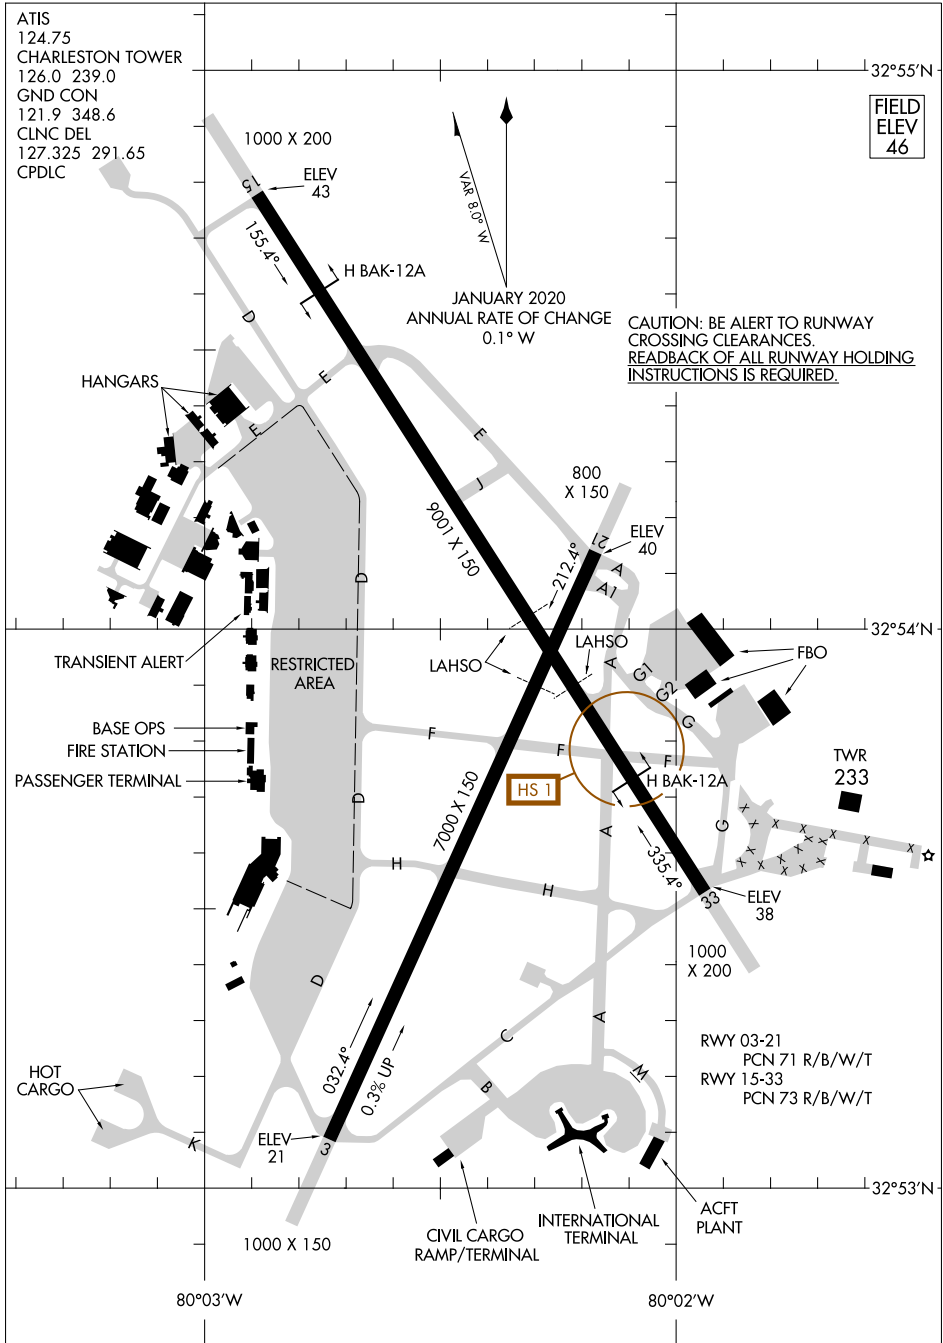 ATIS
124.75
CHARLESTON TOWER
126.0 239.0
GND CON
121.9 348.6
CLNC DEL
127.325 291.65
CPDLC
32°55'N
FIELD
ELEV
46
1000 X 200
15
ELEV
43
VAR 8.0° W
155.4°
H BAK-12A
JANUARY 2020
ANNUAL RATE OF CHANGE
0.1° W
CAUTION: BE ALERT TO RUNWAY
CROSSING CLEARANCES.
READBACK OF ALL RUNWAY HOLDING
INSTRUCTIONS IS REQUIRED.
D
HANGARS
E
E
E
J
800
X 150
9001 X 150
21
ELEV
40
212.4°
A
A1
D
32°54'N
TRANSIENT ALERT
RESTRICTED
AREA
LAHSO
LAHSO
A
G1
G2
G
FBO
BASE OPS
FIRE STATION
PASSENGER TERMINAL
F
F
F
HS 1
H BAK-12A
TWR
233
D
7000 X 150
A
G
335.4°
H
H
33
ELEV
38
X X X X X X X X X X X X X X X
1000
X 200
D
C
A
032.4°
0.3% UP
RWY 03-21
PCN 71 R/B/W/T
RWY 15-33
PCN 73 R/B/W/T
HOT
CARGO
B
M
K
ELEV
21
3
32°53'N
1000 X 150
CIVIL CARGO
RAMP/TERMINAL
INTERNATIONAL
TERMINAL
ACFT
PLANT
80°03'W
80°02'W